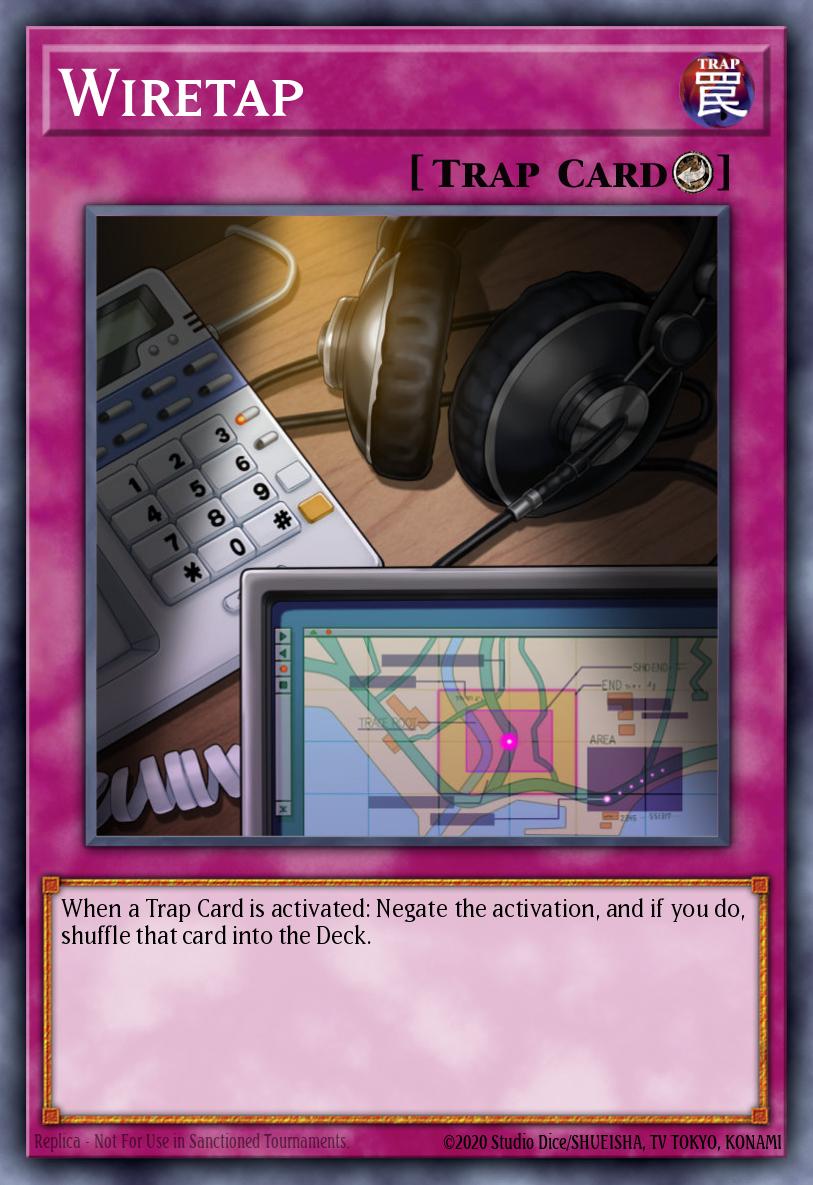 WIRETAP
TRAP
罠
[ TRAP CARD ]
1 2 3
4 5 6
7 8 9
* 0 #
END
AREA
When a Trap Card is activated: Negate the activation, and if you do,
shuffle that card into the Deck.
Replica - Not For Use in Sanctioned Tournaments.
©2020 Studio Dice/SHUEISHA, TV TOKYO, KONAMI